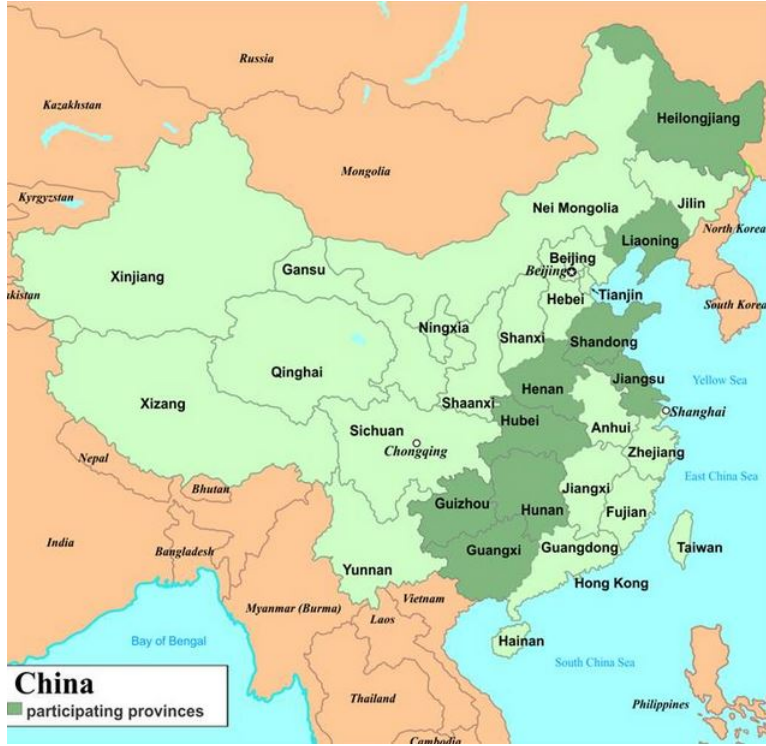 Russia
Kazakhstan
Mongolia
Kyrgyzstan
Heilongjiang
Jilin
Nei Mongolia
Liaoning
North Korea
Beijing
Beijing
Gansu
Xinjiang
kistan
Tianjin
Hebei
South Korea
Ningxia
Shanxi
Shandong
Qinghai
Jiangsu
Yellow Sea
Henan
Xizang
Shaanxi
Shanghai
Hubei
Sichuan
Anhui
Chongqing
Zhejiang
Nepal
East China Sea
Bhutan
Jiangxi
Guizhou
Hunan
Fujian
India
Bangladesh
Guangxi
Guangdong
Taiwan
Yunnan
Hong Kong
Vietnam
Myanmar (Burma)
Laos
Bay of Bengal
Hainan
South China Sea
China
participating provinces
Thailand
Philippines
Cambodia